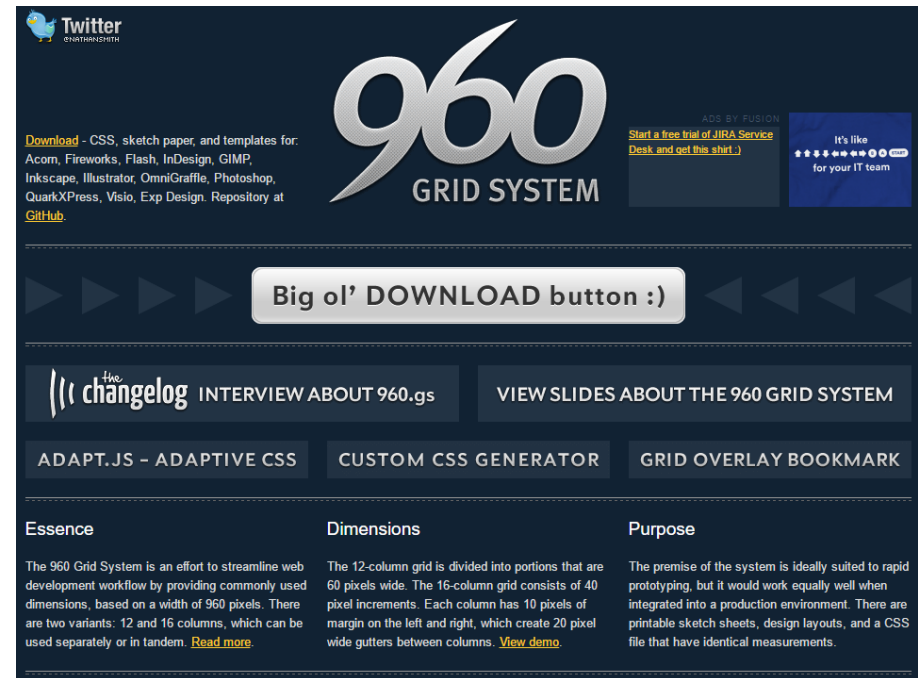 Twitter
@NATHANSMITH
960
GRID SYSTEM
Download - CSS, sketch paper, and templates for:
Acorn, Fireworks, Flash, InDesign, GIMP,
Inkscape, Illustrator, OmniGraffle, Photoshop,
QuarkXPress, Visio, Exp Design. Repository at
GitHub.
ADS BY FUSION
Start a free trial of JIRA Service
Desk and get this shirt :)
It's like
B A START
for your IT team
Big ol’ DOWNLOAD button :)
the changelog INTERVIEW ABOUT 960.gs
VIEW SLIDES ABOUT THE 960 GRID SYSTEM
ADAPT.JS – ADAPTIVE CSS
CUSTOM CSS GENERATOR
GRID OVERLAY BOOKMARK
Essence
The 960 Grid System is an effort to streamline web
development workflow by providing commonly used
dimensions, based on a width of 960 pixels. There
are two variants: 12 and 16 columns, which can be
used separately or in tandem. Read more.
Dimensions
The 12-column grid is divided into portions that are
60 pixels wide. The 16-column grid consists of 40
pixel increments. Each column has 10 pixels of
margin on the left and right, which create 20 pixel
wide gutters between columns. View demo.
Purpose
The premise of the system is ideally suited to rapid
prototyping, but it would work equally well when
integrated into a production environment. There are
printable sketch sheets, design layouts, and a CSS
file that have identical measurements.